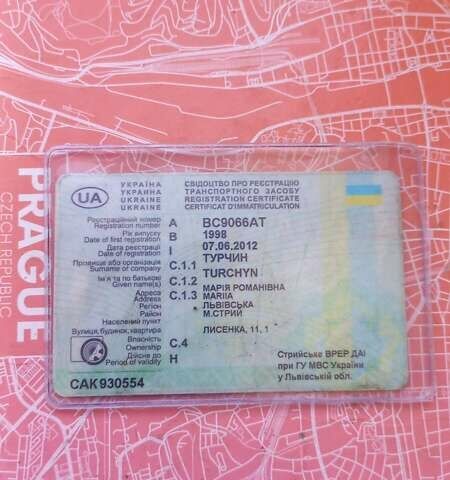 PRAGUE
CZECH REPUBLIC
UA
УКРАЇНА
УКРАИНА
UKRAINE
UKRAINE
СВІДОЦТВО ПРО РЕЄСТРАЦІЮ
ТРАНСПОРТНОГО ЗАСОБУ
REGISTRATION CERTIFICATE
CERTIFICAT D'IMMATRICULATION
Реєстраційний номер
Registration number
A
BC9066AT
Рік випуску
Date of first registration
B
1998
Дата реєстрації
Date of registration
I
07.06.2012
Прізвище або організація
Surname or company
C.1.1
ТУРЧИН
TURCHYN
Ім'я та по батькові
Given name(s)
C.1.2
МАРІЯ РОМАНІВНА
MARIIA
Адреса
Address
C.1.3
Регіон
ЛЬВІВСЬКА
Район
М.СТРИЙ
Населений пункт
Вулиця, будинок, квартира
ЛИСЕНКА, 11, 1
Власність
Ownership
C.4
Дійсне до
Period of validity
H
Стрийське ВРЕР ДАІ
при ГУ МВС України
у Львівській обл.
САК930554